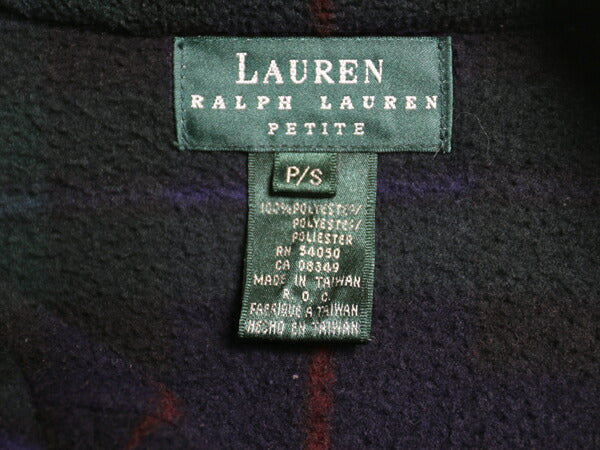 LAUREN
RALPH LAUREN
PETITE
P/S
100%POLYESTER/
POLYESTER/
POLIESTER
RN 54050
CA 08349
MADE IN TAIWAN
R. O. C.
FABRIQUE A TAIWAN
HECHO EN TAIWAN